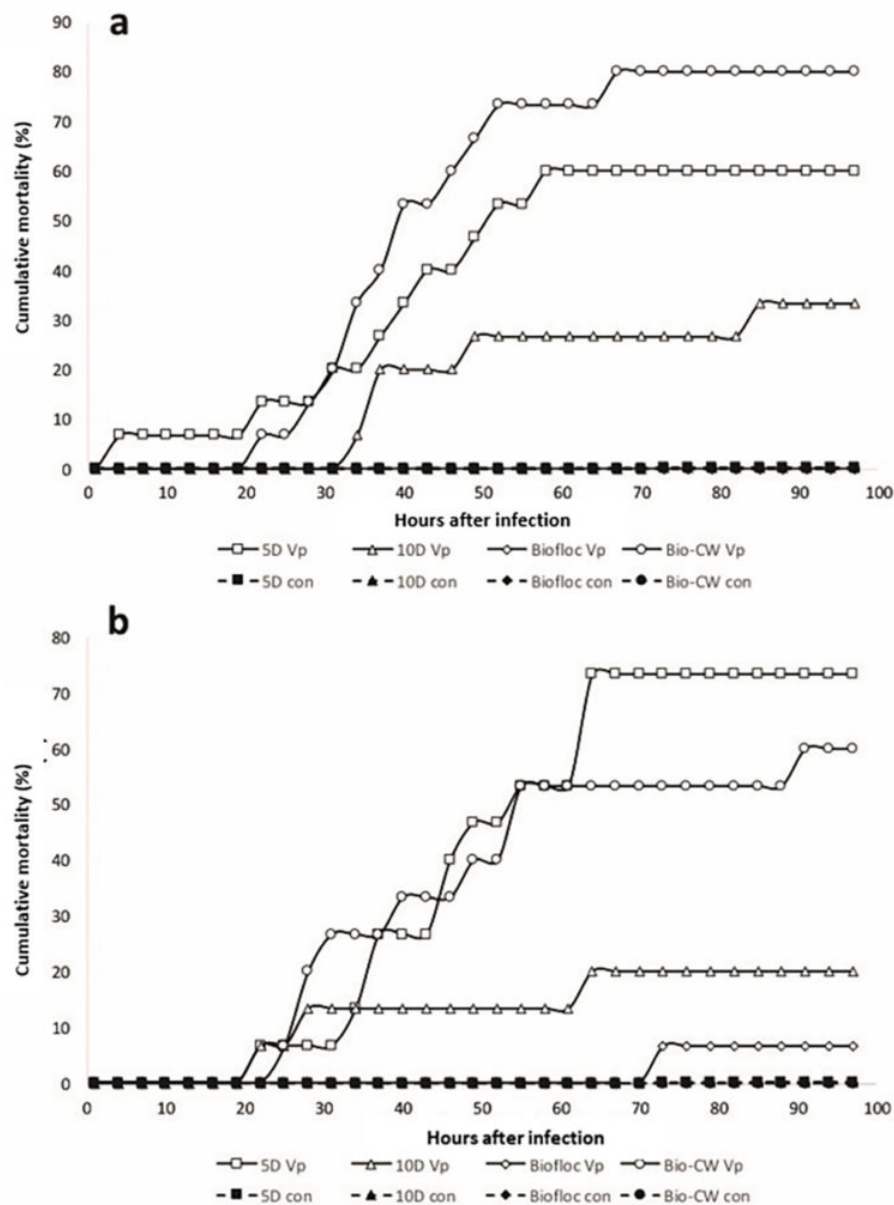 a
Cumulative mortality (%)
90
80
70
60
50
40
30
20
10
0
0 10 20 30 40 50 60 70 80 90 100
Hours after infection
5D Vp 10D Vp Biofloc Vp Bio-CW Vp
5D con 10D con Biofloc con Bio-CW con
b
Cumulative mortality (%)
80
70
60
50
40
30
20
10
0
0 10 20 30 40 50 60 70 80 90 100
Hours after infection
5D Vp 10D Vp Biofloc Vp Bio-CW Vp
5D con 10D con Biofloc con Bio-CW con